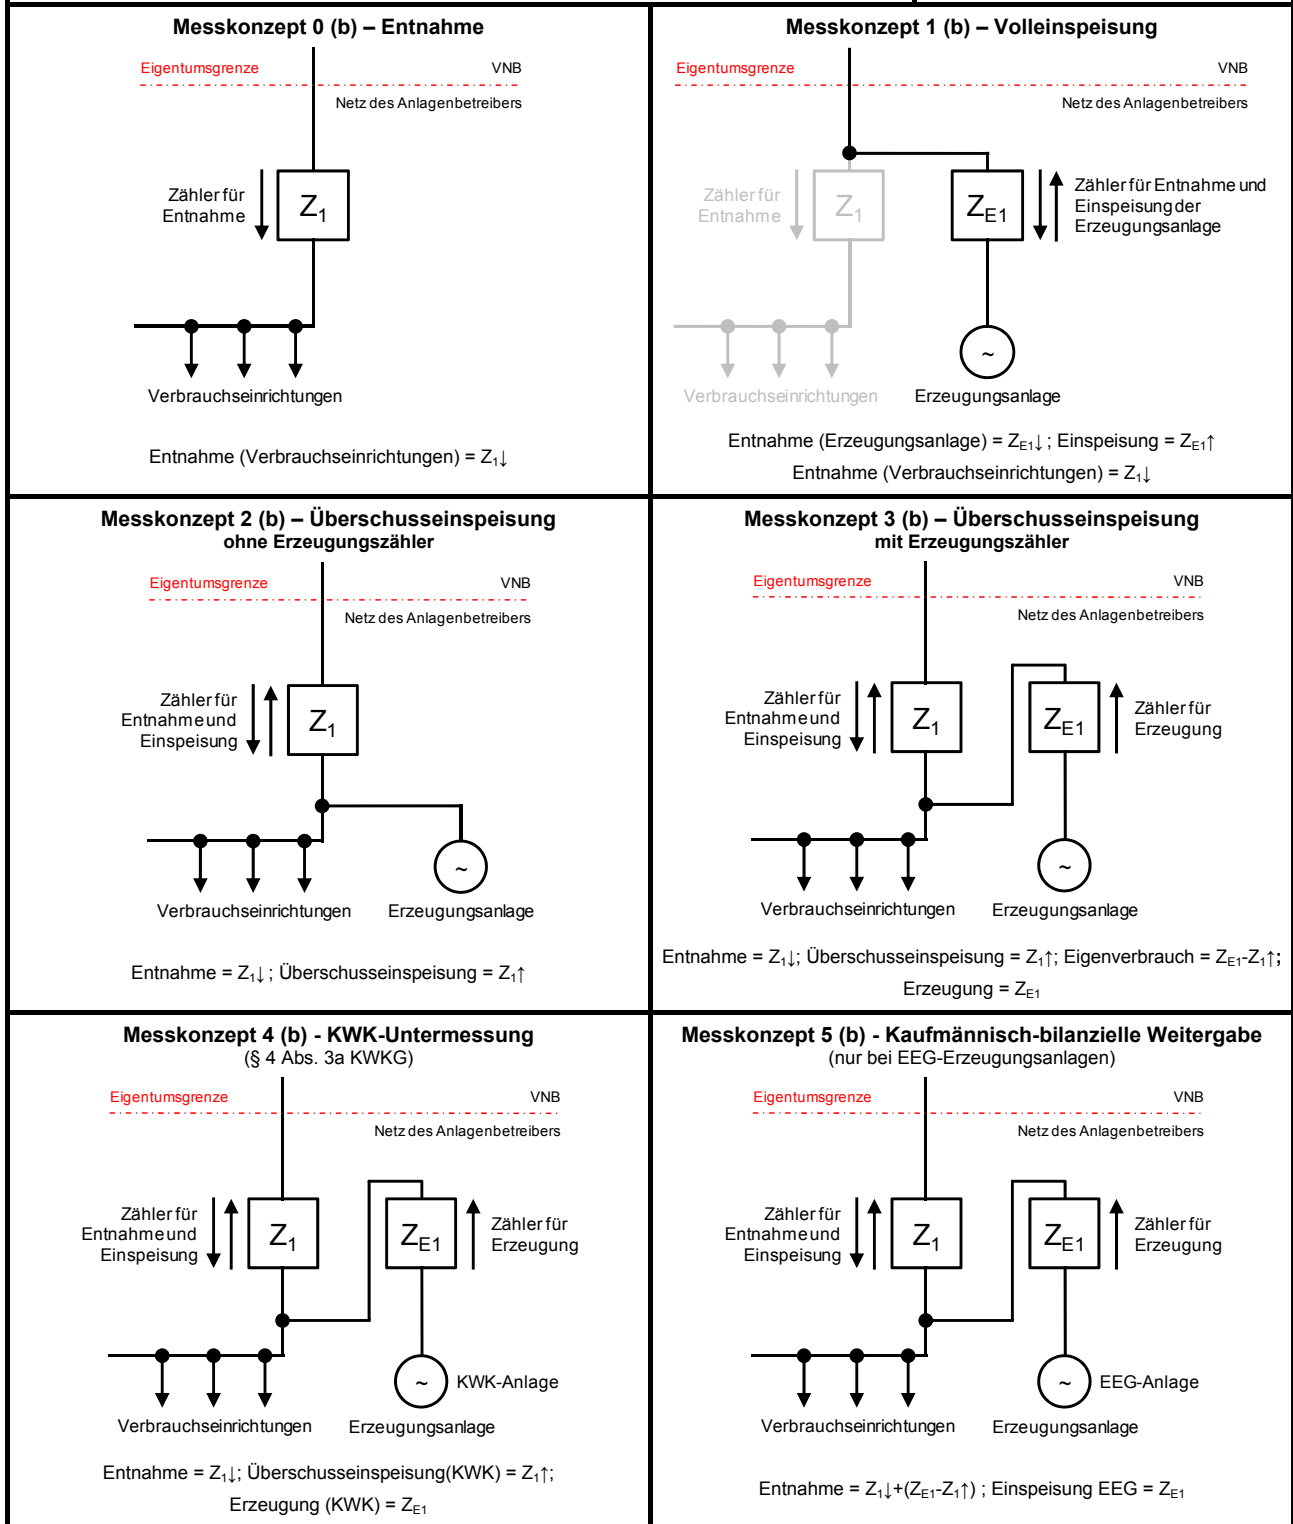 Messkonzept 0 (b) – Entnahme
Eigentumsgrenze
VNB
Netz des Anlagenbetreibers
Zähler für
Entnahme
Z1
Verbrauchseinrichtungen
Entnahme (Verbrauchseinrichtungen) = Z1↓
Messkonzept 1 (b) – Volleinspeisung
Eigentumsgrenze
VNB
Netz des Anlagenbetreibers
Zähler für
Entnahme
Z1
ZE1
Zähler für Entnahme und
Einspeisung der
Erzeugungsanlage
~
Verbrauchseinrichtungen
Erzeugungsanlage
Entnahme (Erzeugungsanlage) = ZE1↓ ; Einspeisung = ZE1↑
Entnahme (Verbrauchseinrichtungen) = Z1↓
Messkonzept 2 (b) – Überschusseinspeisung
ohne Erzeugungszähler
Eigentumsgrenze
VNB
Netz des Anlagenbetreibers
Zähler für
Entnahme und
Einspeisung
Z1
~
Verbrauchseinrichtungen
Erzeugungsanlage
Entnahme = Z1↓ ; Überschusseinspeisung = Z1↑
Messkonzept 3 (b) – Überschusseinspeisung
mit Erzeugungszähler
Eigentumsgrenze
VNB
Netz des Anlagenbetreibers
Zähler für
Entnahme und
Einspeisung
Z1
ZE1
Zähler für
Erzeugung
~
Verbrauchseinrichtungen
Erzeugungsanlage
Entnahme = Z1↓; Überschusseinspeisung = Z1↑; Eigenverbrauch = ZE1-Z1↑;
Erzeugung = ZE1
Messkonzept 4 (b) - KWK-Untermessung
(§ 4 Abs. 3a KWKG)
Eigentumsgrenze
VNB
Netz des Anlagenbetreibers
Zähler für
Entnahme und
Einspeisung
Z1
ZE1
Zähler für
Erzeugung
~
KWK-Anlage
Verbrauchseinrichtungen
Erzeugungsanlage
Entnahme = Z1↓; Überschusseinspeisung(KWK) = Z1↑;
Erzeugung (KWK) = ZE1
Messkonzept 5 (b) - Kaufmännisch-bilanzielle Weitergabe
(nur bei EEG-Erzeugungsanlagen)
Eigentumsgrenze
VNB
Netz des Anlagenbetreibers
Zähler für
Entnahme und
Einspeisung
Z1
ZE1
Zähler für
Erzeugung
~
EEG-Anlage
Verbrauchseinrichtungen
Erzeugungsanlage
Entnahme = Z1↓+(ZE1-Z1↑) ; Einspeisung EEG = ZE1